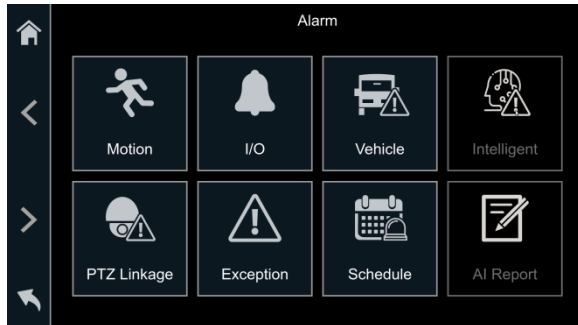 Alarm
Motion
I/O
Vehicle
Intelligent
PTZ Linkage
Exception
Schedule
AI Report